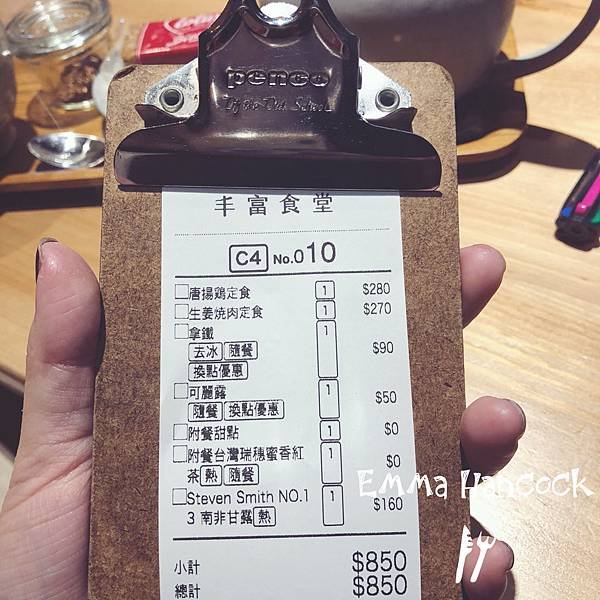 penco
丰富食堂
C4 No.010
唐揚鶏定食 1 $280
生姜焼肉定食 1 $270
拿鐵 1 $90
去冰 隨餐
換點優惠
可麗露 1 $50
隨餐 換點優惠
附餐甜點 1 $0
附餐台灣瑞穗蜜香紅 1 $0
茶 熱 隨餐
Steven Smith NO.1 1 $160
3 南非甘露 熱
小計 $850
總計 $850
Emma Hancock